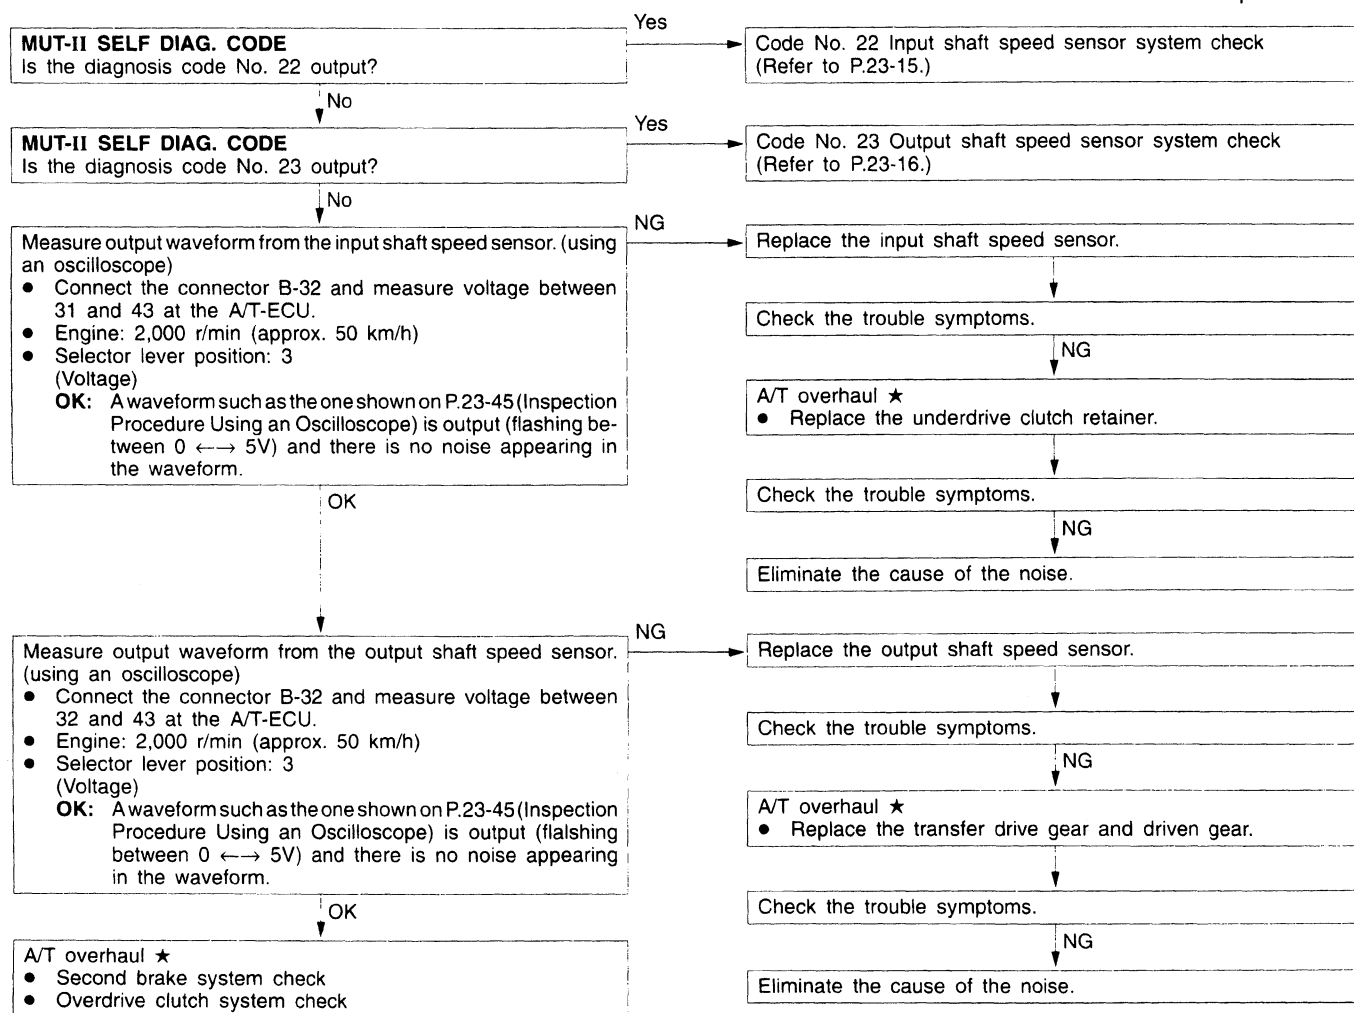 MUT-II SELF DIAG. CODE
Is the diagnosis code No. 22 output?
Yes
Code No. 22 Input shaft speed sensor system check
(Refer to P.23-15.)
No
MUT-II SELF DIAG. CODE
Is the diagnosis code No. 23 output?
Yes
Code No. 23 Output shaft speed sensor system check
(Refer to P.23-16.)
No
Measure output waveform from the input shaft speed sensor. (using
an oscilloscope)
● Connect the connector B-32 and measure voltage between
31 and 43 at the A/T-ECU.
● Engine: 2,000 r/min (approx. 50 km/h)
● Selector lever position: 3
(Voltage)
OK: A waveform such as the one shown on P.23-45 (Inspection
Procedure Using an Oscilloscope) is output (flashing be-
tween 0 ←→ 5V) and there is no noise appearing in
the waveform.
NG
Replace the input shaft speed sensor.
Check the trouble symptoms.
NG
A/T overhaul ★
● Replace the underdrive clutch retainer.
Check the trouble symptoms.
NG
Eliminate the cause of the noise.
OK
Measure output waveform from the output shaft speed sensor.
(using an oscilloscope)
● Connect the connector B-32 and measure voltage between
32 and 43 at the A/T-ECU.
● Engine: 2,000 r/min (approx. 50 km/h)
● Selector lever position: 3
(Voltage)
OK: A waveform such as the one shown on P.23-45 (Inspection
Procedure Using an Oscilloscope) is output (flalshing
between 0 ←→ 5V) and there is no noise appearing
in the waveform.
NG
Replace the output shaft speed sensor.
Check the trouble symptoms.
NG
A/T overhaul ★
● Replace the transfer drive gear and driven gear.
Check the trouble symptoms.
NG
Eliminate the cause of the noise.
OK
A/T overhaul ★
● Second brake system check
● Overdrive clutch system check